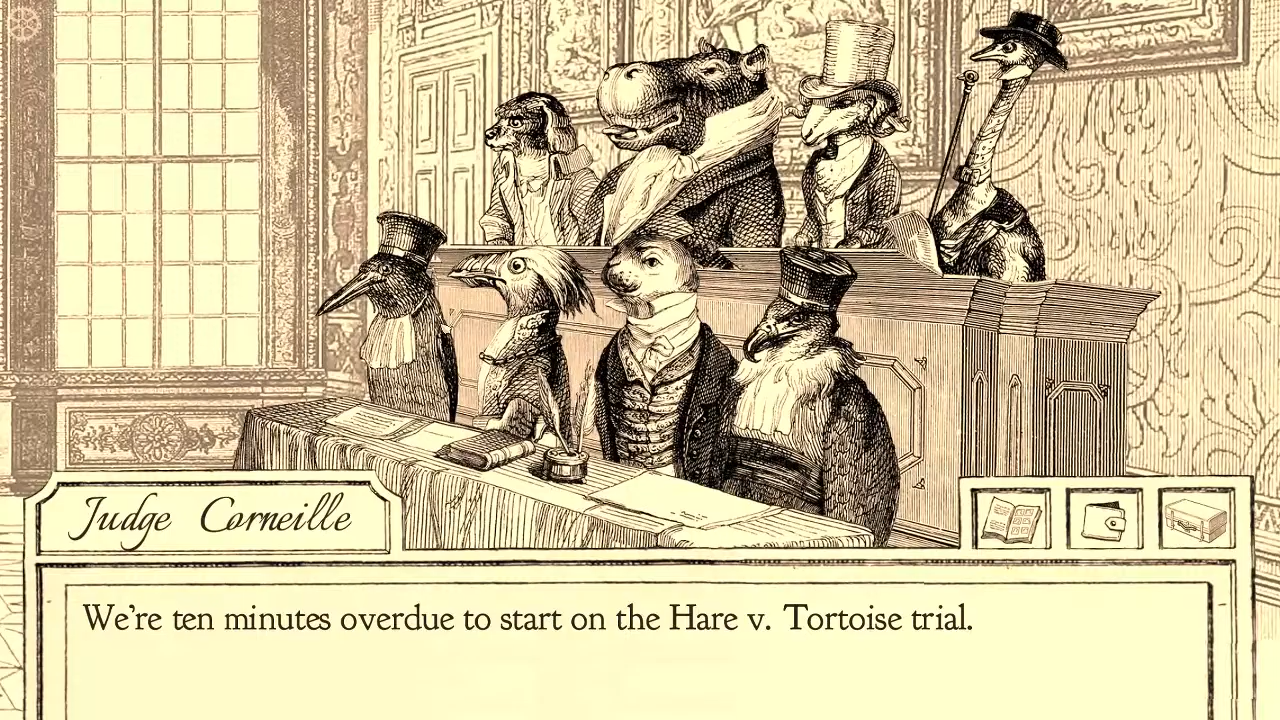 Judge Corneille
We're ten minutes overdue to start on the Hare v. Tortoise trial.